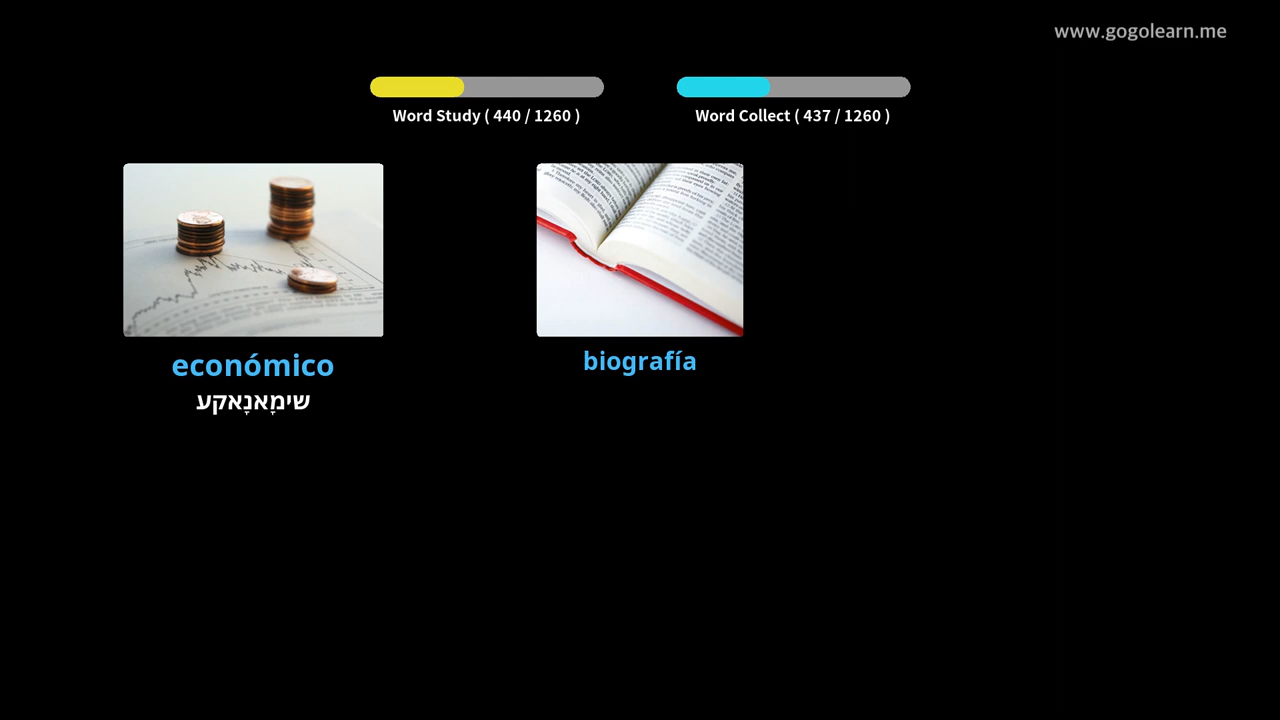 www.gogolearn.me
Word Study ( 440 / 1260 )
Word Collect ( 437 / 1260 )
económico
biografía
שימָאנָאקע